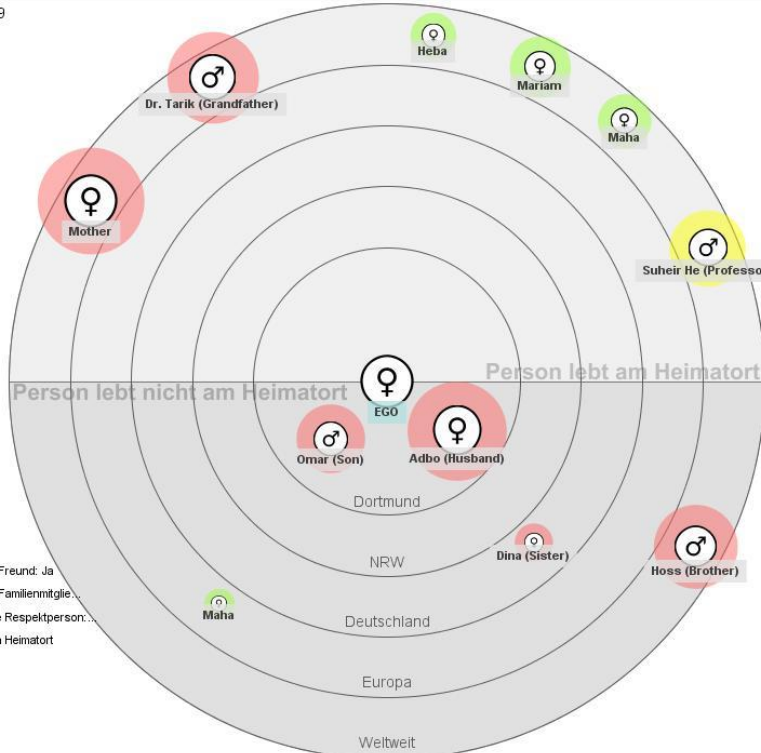 9
Heba
Mariam
Dr. Tarik (Grandfather)
Maha
Mother
Suheir He (Professo
Person lebt am Heimatort
Person lebt nicht am Heimatort
EGO
Omar (Son)
Adbo (Husband)
Dortmund
Dina (Sister)
NRW
Hoss (Brother)
Freund: Ja
Familienmitglie...
Maha
e Respektperson:...
Deutschland
n Heimatort
Europa
Weltweit